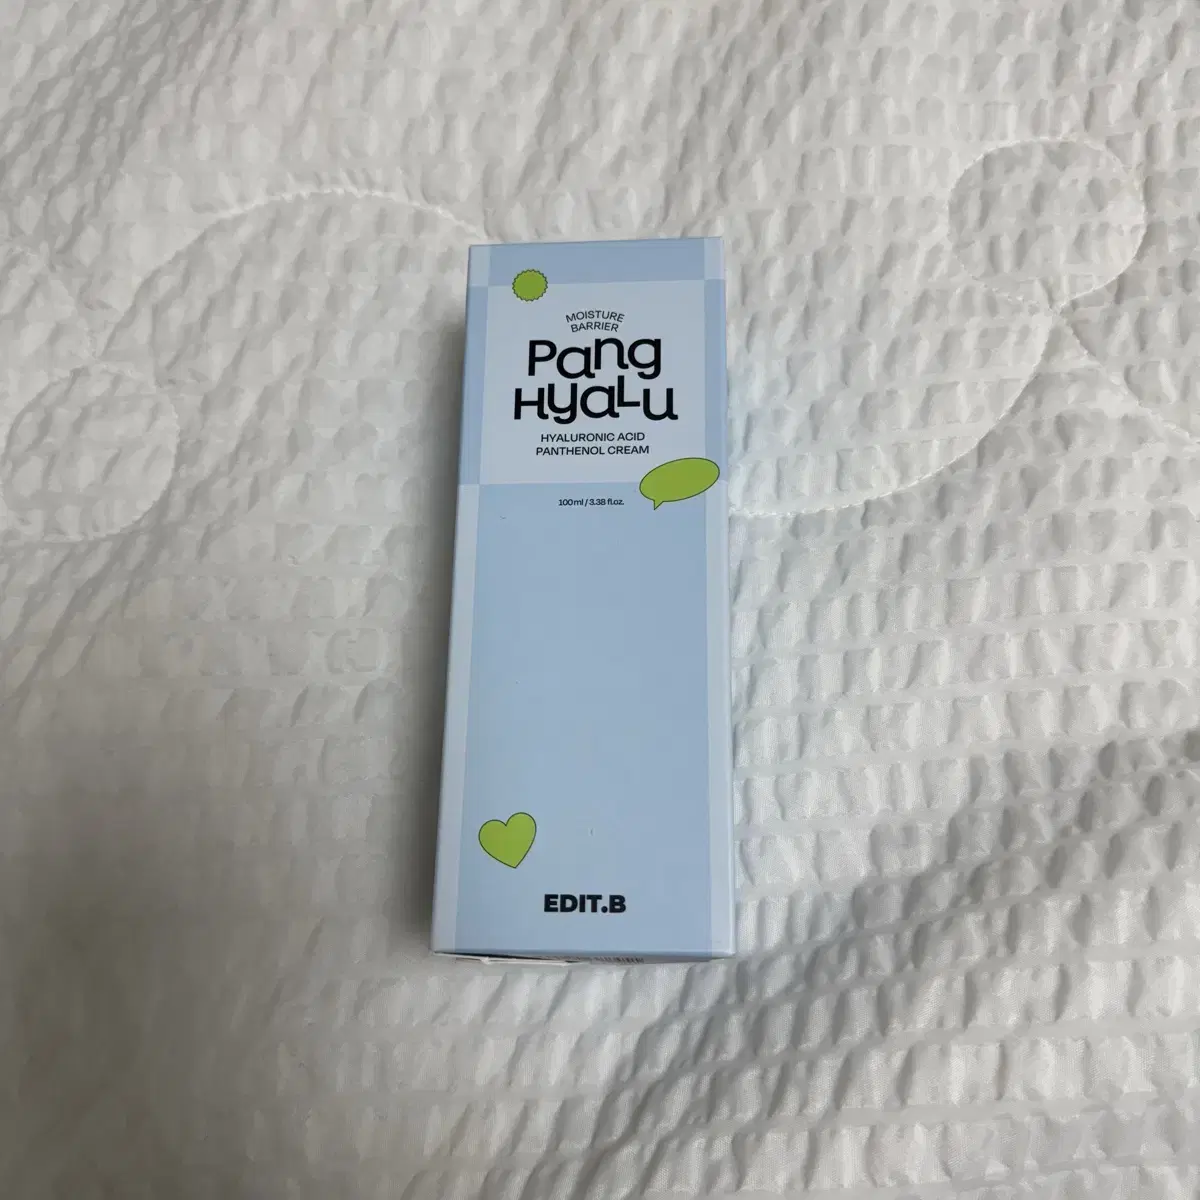 MOISTURE
BARRIER
Pang
HyaLu
HYALURONIC ACID
PANTHENOL CREAM
100ml / 3.38 fl.oz.
EDIT.B